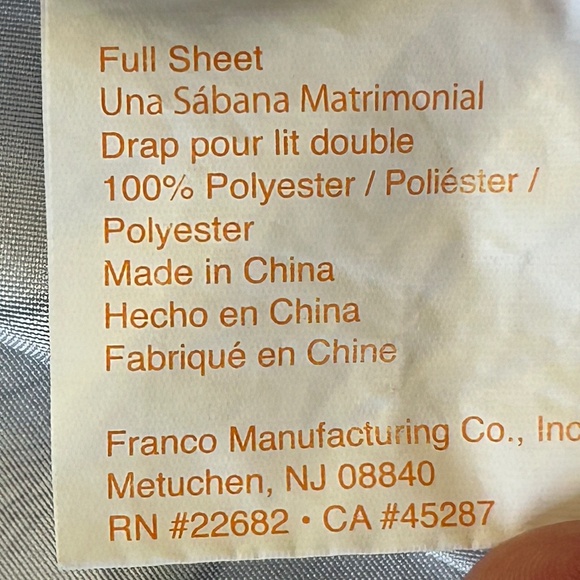 Full Sheet
Una Sábana Matrimonial
Drap pour lit double
100% Polyester / Poliéster /
Polyester
Made in China
Hecho en China
Fabriqué en Chine
Franco Manufacturing Co., Inc
Metuchen, NJ 08840
RN #22682 • CA #45287